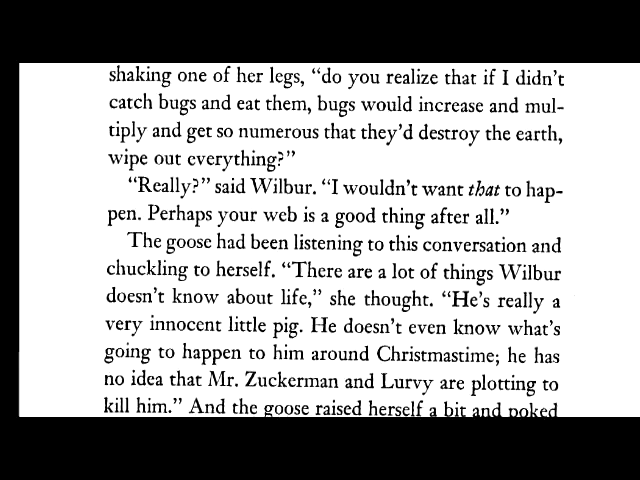 shaking one of her legs, “do you realize that if I didn’t
catch bugs and eat them, bugs would increase and mul-
tiply and get so numerous that they’d destroy the earth,
wipe out everything?”
“Really?” said Wilbur. “I wouldn’t want that to hap-
pen. Perhaps your web is a good thing after all.”
The goose had been listening to this conversation and
chuckling to herself. “There are a lot of things Wilbur
doesn’t know about life,” she thought. “He’s really a
very innocent little pig. He doesn’t even know what’s
going to happen to him around Christmastime; he has
no idea that Mr. Zuckerman and Lurvy are plotting to
kill him.” And the goose raised herself a bit and poked